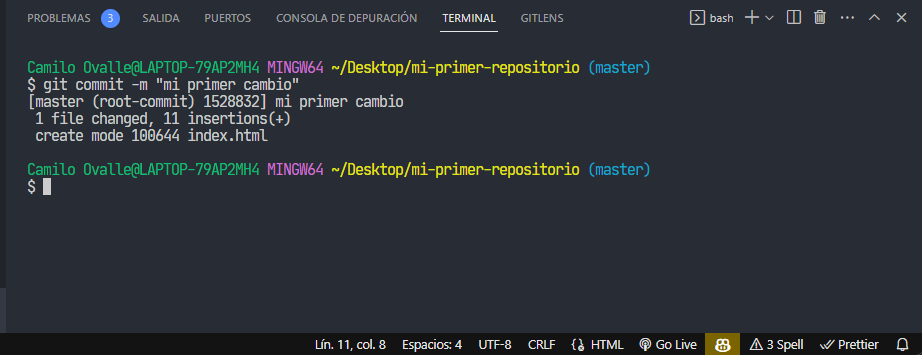 PROBLEMAS 3 SALIDA PUERTOS CONSOLA DE DEPURACIÓN TERMINAL GITLENS bash
Camilo Ovalle@LAPTOP-79AP2MH4 MINGW64 ~/Desktop/mi-primer-repositorio (master)
$ git commit -m "mi primer cambio"
[master (root-commit) 1528832] mi primer cambio
 1 file changed, 11 insertions(+)
 create mode 100644 index.html
Camilo Ovalle@LAPTOP-79AP2MH4 MINGW64 ~/Desktop/mi-primer-repositorio (master)
$
Lín. 11, col. 8 Espacios: 4 UTF-8 CRLF HTML Go Live 3 Spell Prettier